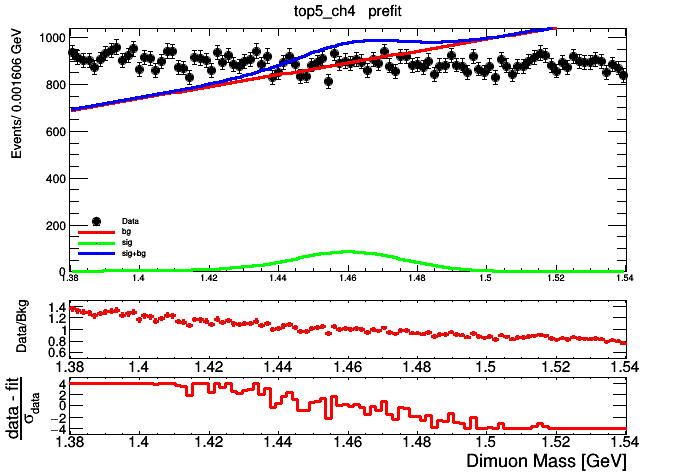 top5_ch4 prefit
Events/ 0.001606 GeV
1000
800
600
400
200
0
Data
bg
sig
sig+bg
1.38 1.4 1.42 1.44 1.46 1.48 1.5 1.52 1.54
Data/Bkg
1.4
1.2
1
0.8
0.6
1.38 1.4 1.42 1.44 1.46 1.48 1.5 1.52 1.54
data - fit
σdata
4
2
0
−2
−4
1.38 1.4 1.42 1.44 1.46 1.48 1.5 1.52 1.54
Dimuon Mass [GeV]